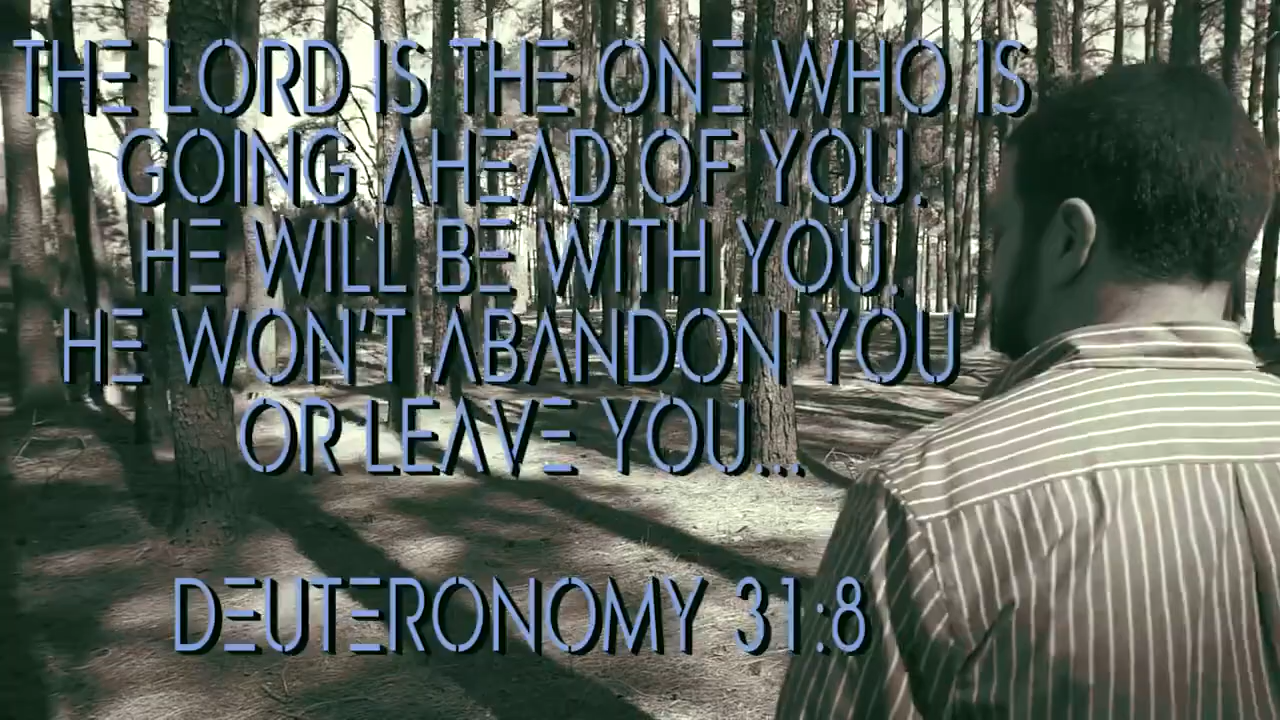 THE LORD IS THE ONE WHO IS
GOING AHEAD OF YOU.
HE WILL BE WITH YOU.
HE WON'T ABANDON YOU
OR LEAVE YOU...
DEUTERONOMY 31:8